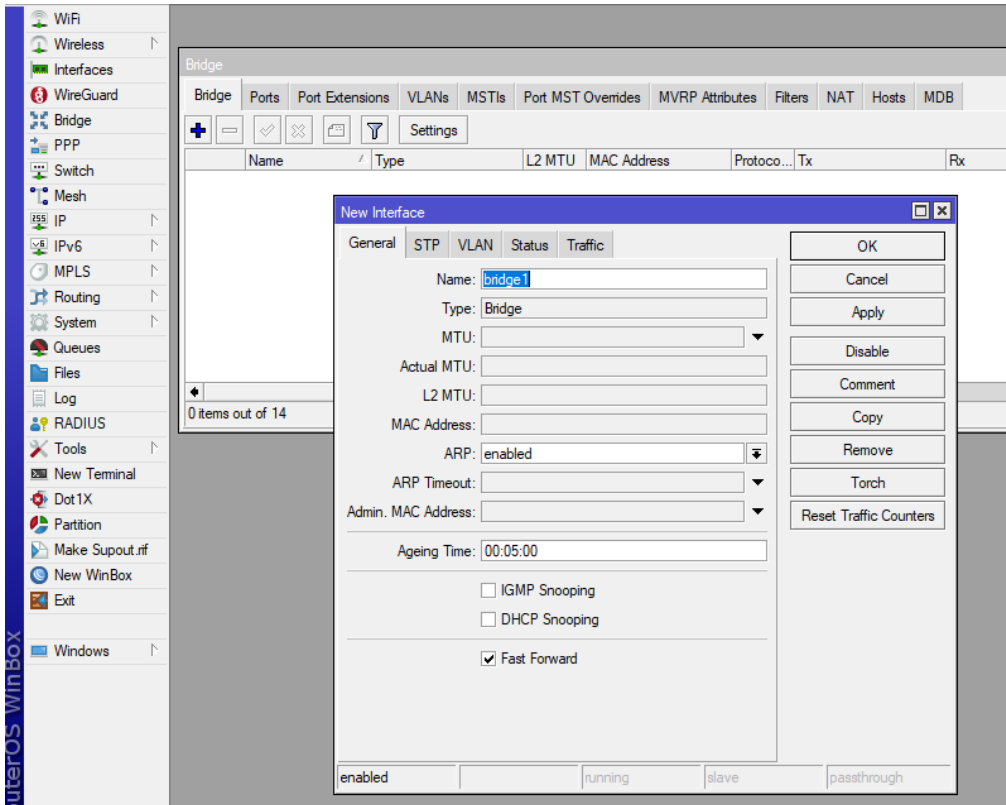 WiFi
Wireless
Interfaces
WireGuard
Bridge
PPP
Switch
Mesh
IP
IPv6
MPLS
Routing
System
Queues
Files
Log
RADIUS
Tools
New Terminal
Dot1X
Partition
Make Supout.rif
New WinBox
Exit
Windows
uterOS WinBox
Bridge
Bridge Ports Port Extensions VLANs MSTIs Port MST Overrides MVRP Attributes Filters NAT Hosts MDB
Settings
Name Type L2 MTU MAC Address Protoco... Tx Rx
0 items out of 14
New Interface
General STP VLAN Status Traffic
Name: bridge1
Type: Bridge
MTU:
Actual MTU:
L2 MTU:
MAC Address:
ARP: enabled
ARP Timeout:
Admin. MAC Address:
Ageing Time: 00:05:00
IGMP Snooping
DHCP Snooping
Fast Forward
OK
Cancel
Apply
Disable
Comment
Copy
Remove
Torch
Reset Traffic Counters
enabled running slave passthrough